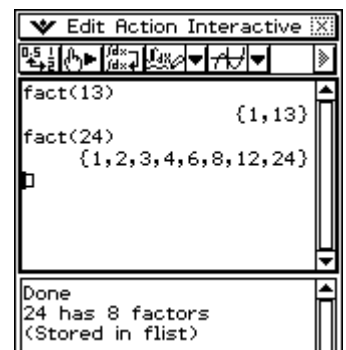 Edit Action Interactive
fact(13)
{1,13}
fact(24)
{1,2,3,4,6,8,12,24}
Done
24 has 8 factors
(Stored in flist)